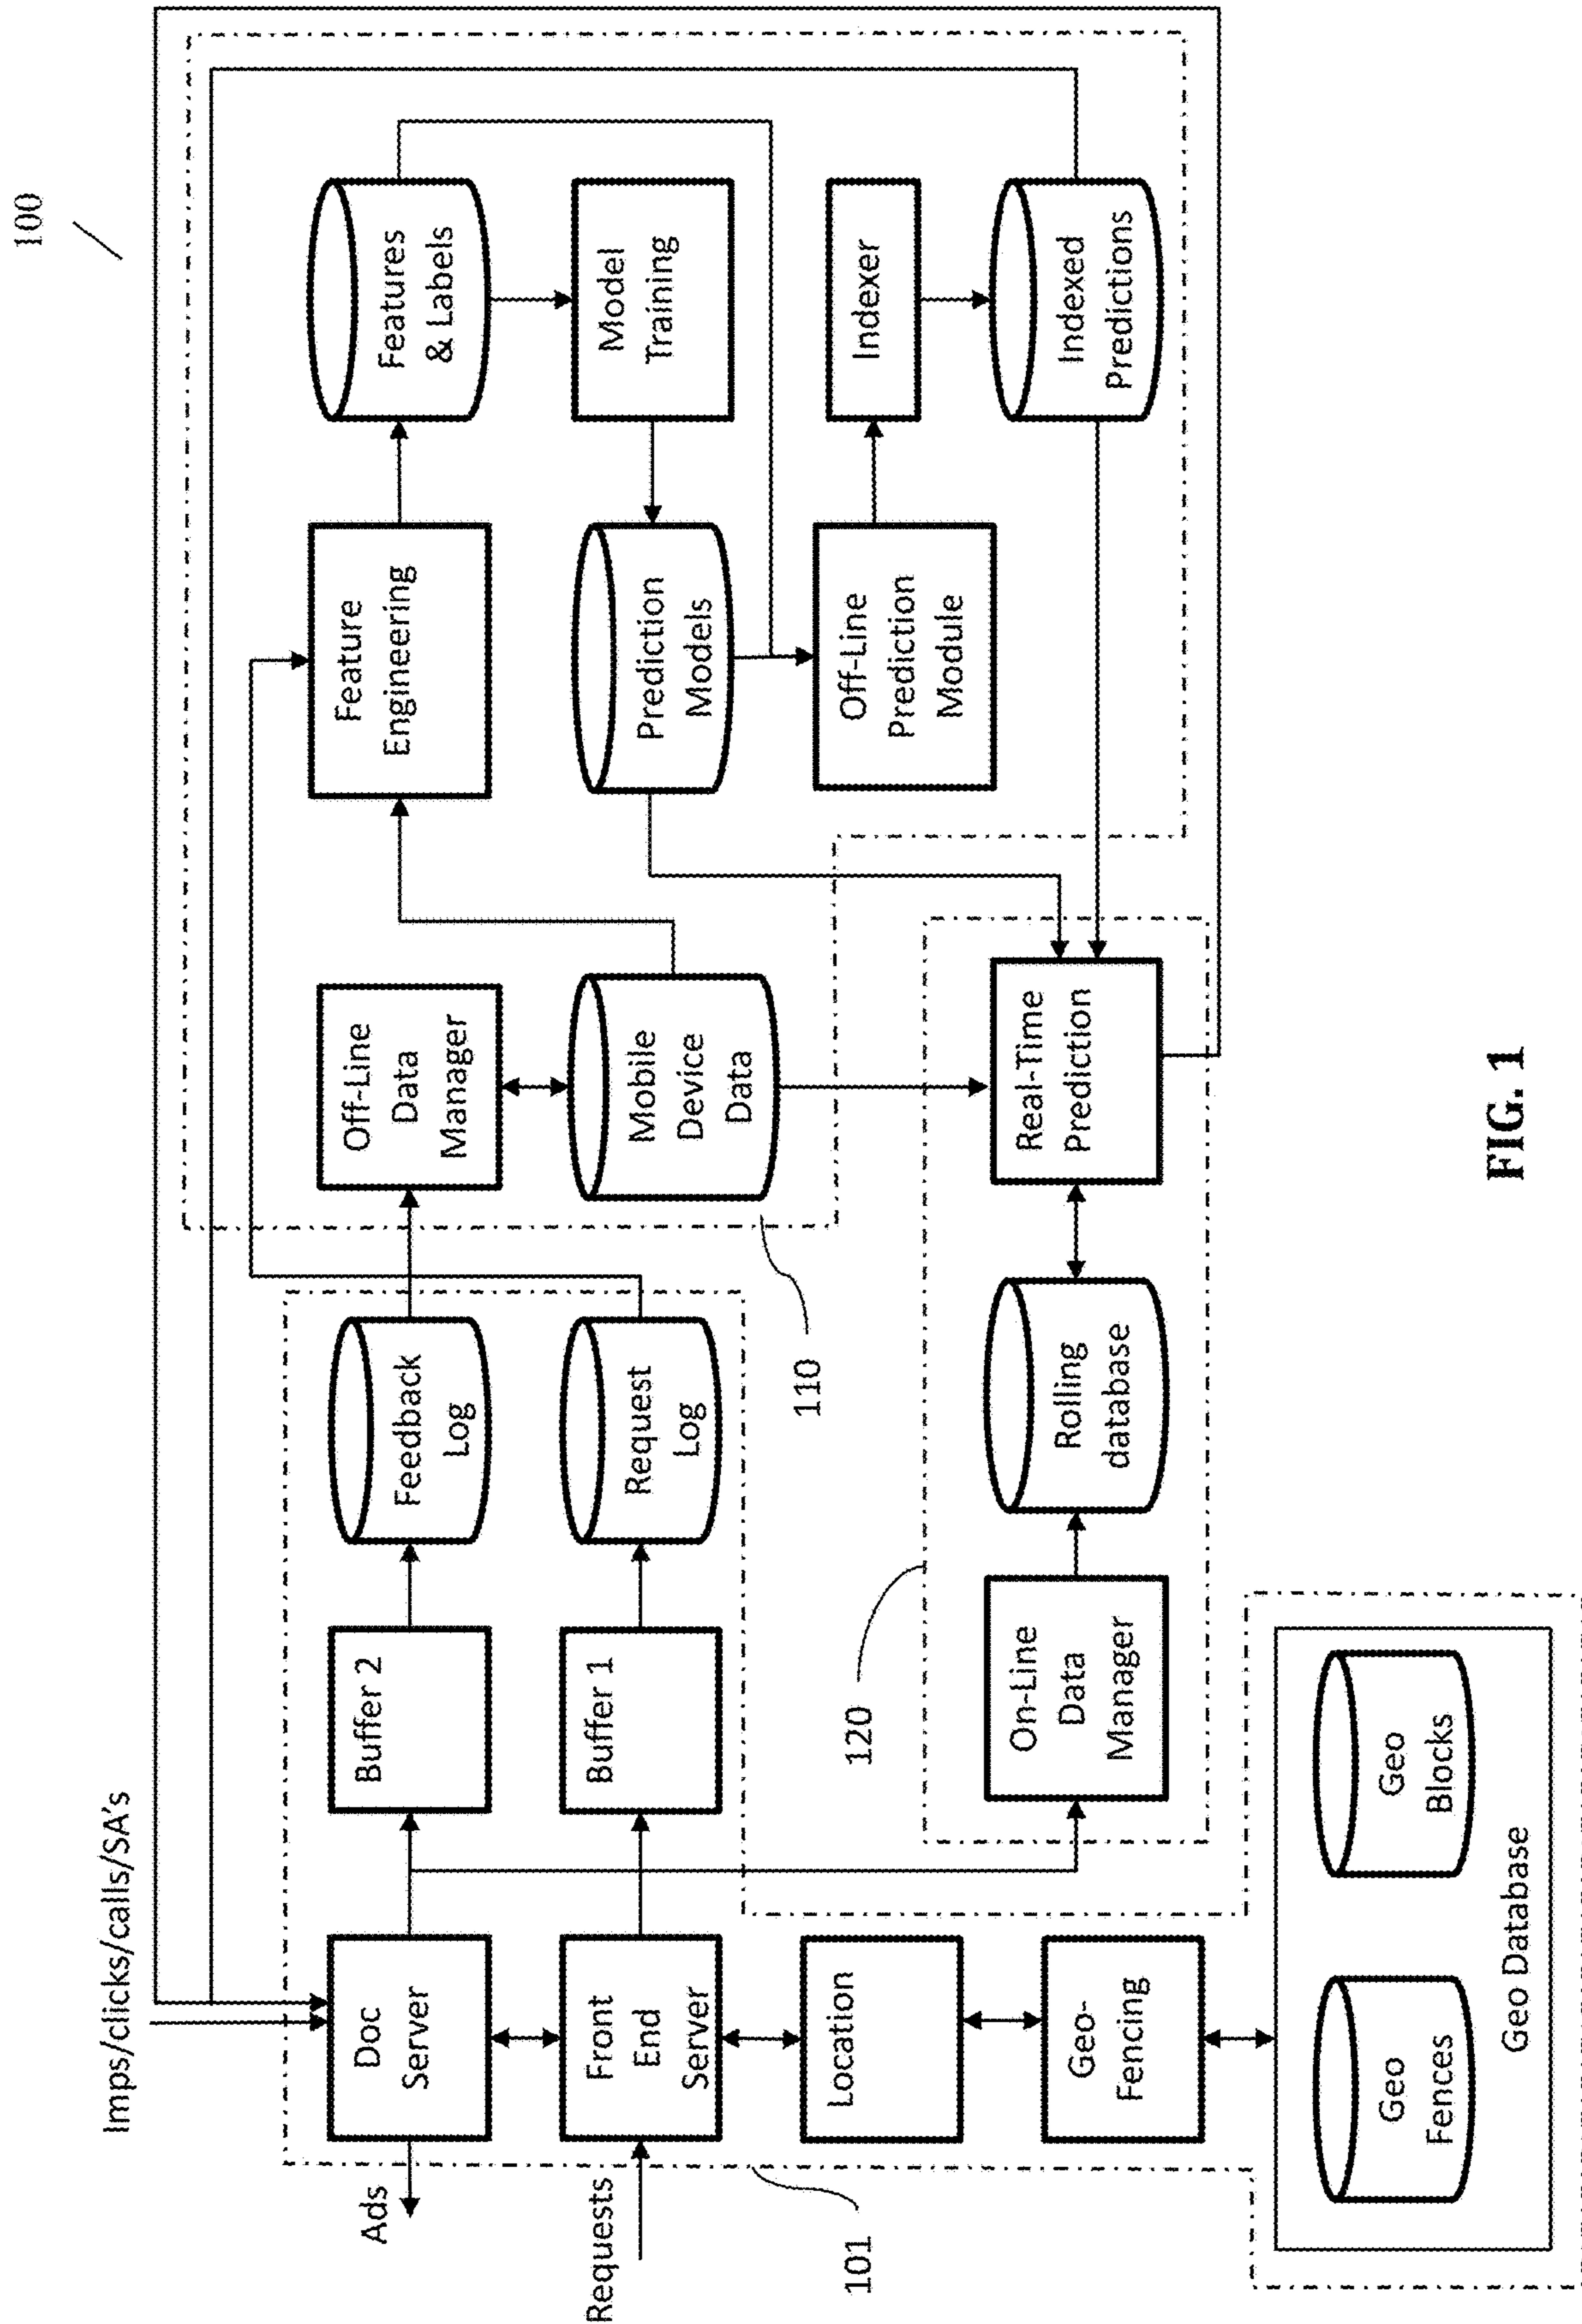 100
Imps/clicks/calls/SA's
Ads
Requests
101
Doc
Server
Buffer 2
Feedback
Log
Front
End
Server
Buffer 1
Request
Log
Location
Geo-
Fencing
Geo
Fences
Geo
Blocks
Geo Database
110
Off-Line
Data
Manager
Mobile
Device
Data
Feature
Engineering
Features
& Labels
Prediction
Models
Model
Training
Off-Line
Prediction
Module
Indexer
Indexed
Predictions
120
On-Line
Data
Manager
Rolling
database
Real-Time
Prediction
FIG. 1